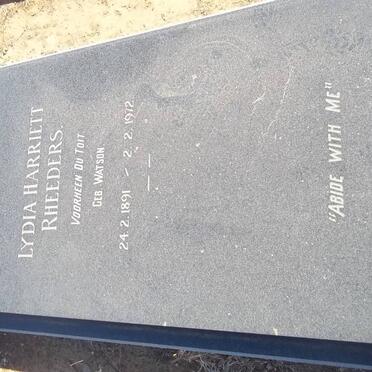 LYDIA HARRIETT
RHEEDERS.
VOORHEEN DU TOIT
GEB WATSON
24.2.1891 - 2.2.1972
"ABIDE WITH ME"